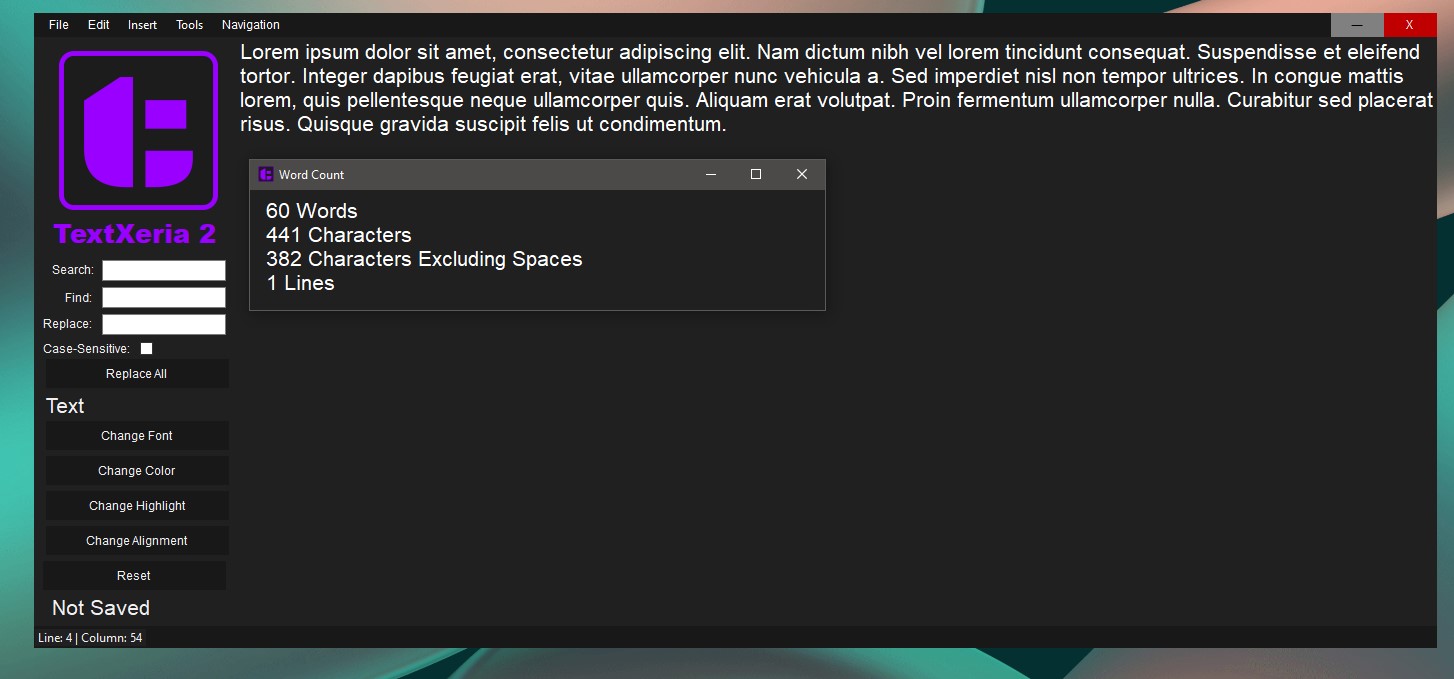 File Edit Insert Tools Navigation — X
Lorem ipsum dolor sit amet, consectetur adipiscing elit. Nam dictum nibh vel lorem tincidunt consequat. Suspendisse et eleifend
tortor. Integer dapibus feugiat erat, vitae ullamcorper nunc vehicula a. Sed imperdiet nisl non tempor ultrices. In congue mattis
lorem, quis pellentesque neque ullamcorper quis. Aliquam erat volutpat. Proin fermentum ullamcorper nulla. Curabitur sed placerat
risus. Quisque gravida suscipit felis ut condimentum.
Word Count
60 Words
441 Characters
382 Characters Excluding Spaces
1 Lines
TextXeria 2
Search:
Find:
Replace:
Case-Sensitive:
Replace All
Text
Change Font
Change Color
Change Highlight
Change Alignment
Reset
Not Saved
Line: 4 | Column: 54